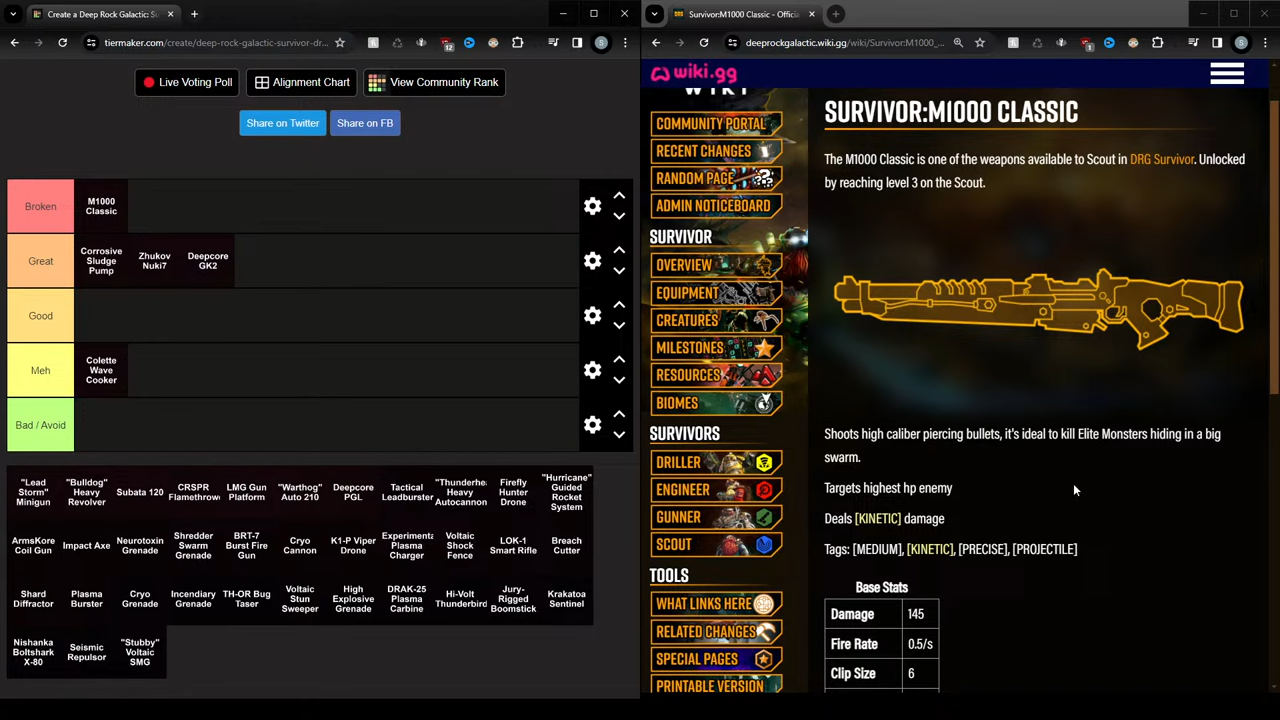 Create a Deep Rock Galactic: Su
tiermaker.com/create/deep-rock-galactic-survivor-dr...
12
S
Live Voting Poll
Alignment Chart
View Community Rank
Share on Twitter
Share on FB
Broken
M1000 Classic
Great
Corrosive Sludge Pump
Zhukov Nuki7
Deepcore GK2
Good
Meh
Colette Wave Cooker
Bad / Avoid
"Lead Storm" Minigun
"Bulldog" Heavy Revolver
Subata 120
CRSPR Flamethrow
LMG Gun Platform
"Warthog" Auto 210
Deepcore PGL
Tactical Leadburster
"Thunderhea Heavy Autocannon
Firefly Hunter Drone
"Hurricane" Guided Rocket System
ArmsKore Coil Gun
Impact Axe
Neurotoxin Grenade
Shredder Swarm Grenade
BRT-7 Burst Fire Gun
Cryo Cannon
K1-P Viper Drone
Experimenta Plasma Charger
Voltaic Shock Fence
LOK-1 Smart Rifle
Breach Cutter
Shard Diffractor
Plasma Burster
Cryo Grenade
Incendiary Grenade
TH-OR Bug Taser
Voltaic Stun Sweeper
High Explosive Grenade
DRAK-25 Plasma Carbine
Hi-Volt Thunderbird
Jury-Rigged Boomstick
Krakatoa Sentinel
Nishanka Boltshark X-80
Seismic Repulsor
"Stubby" Voltaic SMG
Survivor:M1000 Classic - Offici
deeprockgalactic.wiki.gg/wiki/Survivor:M1000_...
1
S
wiki.gg
WIKI
COMMUNITY PORTAL
RECENT CHANGES
RANDOM PAGE
ADMIN NOTICEBOARD
SURVIVOR
OVERVIEW
EQUIPMENT
CREATURES
MILESTONES
RESOURCES
BIOMES
SURVIVORS
DRILLER
ENGINEER
GUNNER
SCOUT
TOOLS
WHAT LINKS HERE
RELATED CHANGES
SPECIAL PAGES
PRINTABLE VERSION
SURVIVOR:M1000 CLASSIC
The M1000 Classic is one of the weapons available to Scout in DRG Survivor. Unlocked
by reaching level 3 on the Scout.
Shoots high caliber piercing bullets, it's ideal to kill Elite Monsters hiding in a big
swarm.
Targets highest hp enemy
Deals [KINETIC] damage
Tags: [MEDIUM], [KINETIC], [PRECISE], [PROJECTILE]
Base Stats
Damage 145
Fire Rate 0.5/s
Clip Size 6